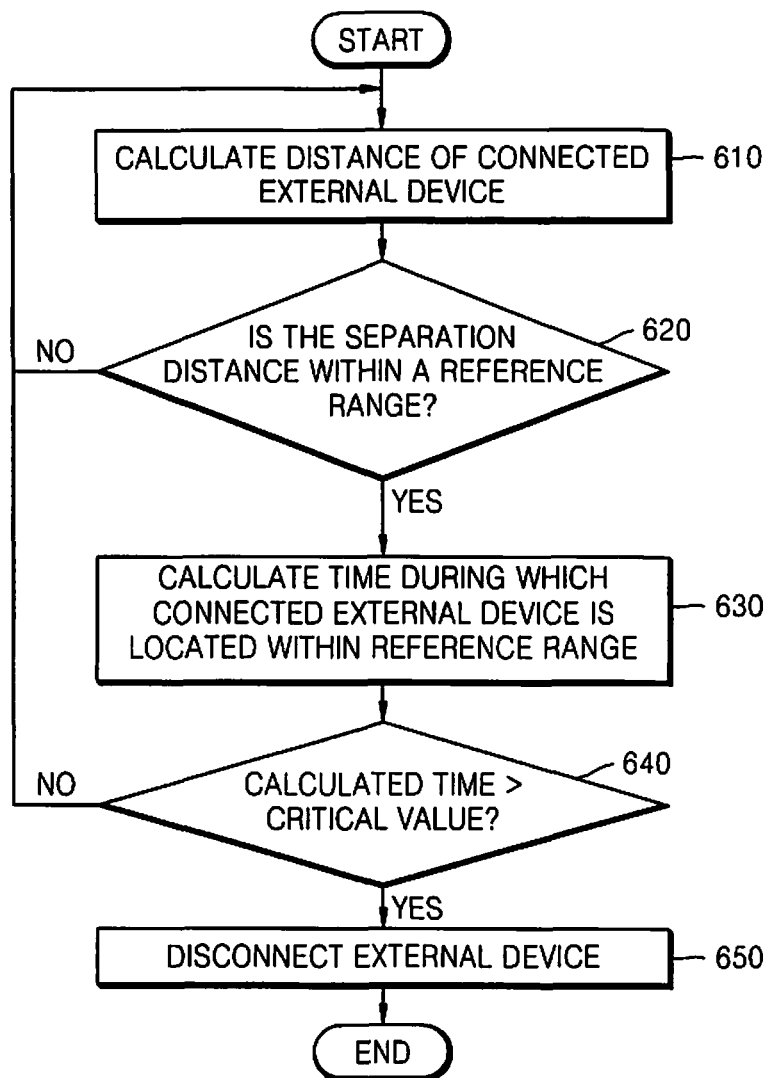 START
CALCULATE DISTANCE OF CONNECTED
EXTERNAL DEVICE
610
IS THE SEPARATION
DISTANCE WITHIN A REFERENCE
RANGE?
620
NO
YES
CALCULATE TIME DURING WHICH
CONNECTED EXTERNAL DEVICE IS
LOCATED WITHIN REFERENCE RANGE
630
CALCULATED TIME >
CRITICAL VALUE?
640
NO
YES
DISCONNECT EXTERNAL DEVICE
650
END